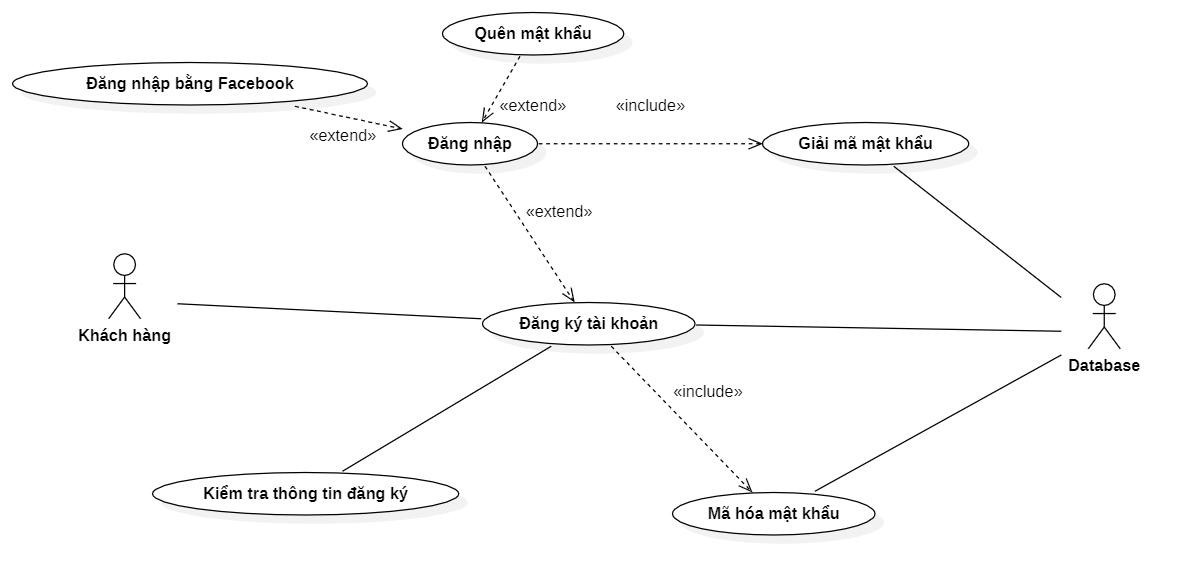 Quên mật khẩu
Đăng nhập bằng Facebook
«extend»
«include»
«extend»
Đăng nhập
Giải mã mật khẩu
«extend»
Khách hàng
Đăng ký tài khoản
Database
«include»
Kiểm tra thông tin đăng ký
Mã hóa mật khẩu